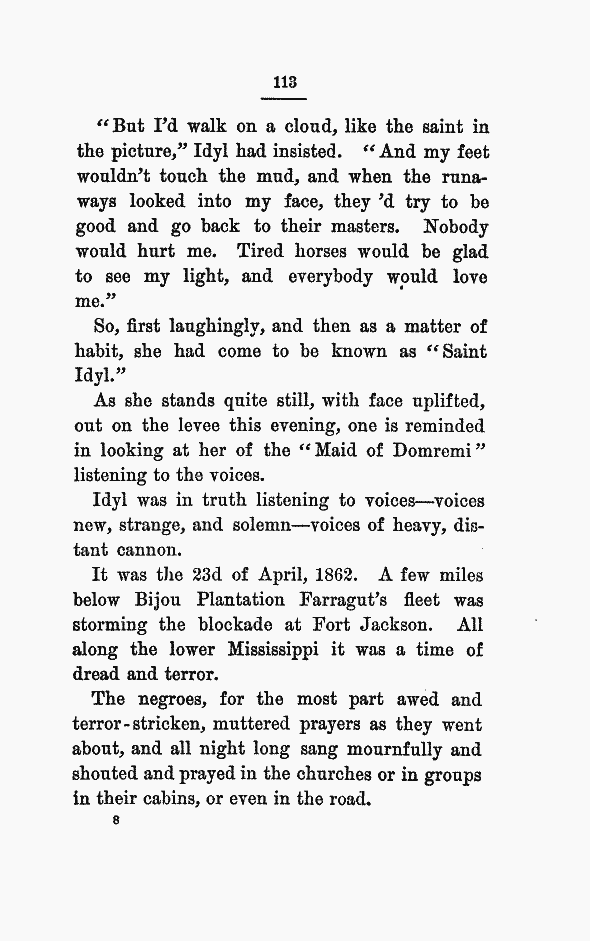 113
“But I’d walk on a cloud, like the saint in
the picture,” Idyl had insisted. “And my feet
wouldn’t touch the mud, and when the runa-
ways looked into my face, they ’d try to be
good and go back to their masters. Nobody
would hurt me. Tired horses would be glad
to see my light, and everybody would love
me.”
So, first laughingly, and then as a matter of
habit, she had come to be known as “Saint
Idyl.”
As she stands quite still, with face uplifted,
out on the levee this evening, one is reminded
in looking at her of the “Maid of Domremi”
listening to the voices.
Idyl was in truth listening to voices—voices
new, strange, and solemn—voices of heavy, dis-
tant cannon.
It was the 23d of April, 1862. A few miles
below Bijou Plantation Farragut’s fleet was
storming the blockade at Fort Jackson. All
along the lower Mississippi it was a time of
dread and terror.
The negroes, for the most part awed and
terror-stricken, muttered prayers as they went
about, and all night long sang mournfully and
shouted and prayed in the churches or in groups
in their cabins, or even in the road.
8